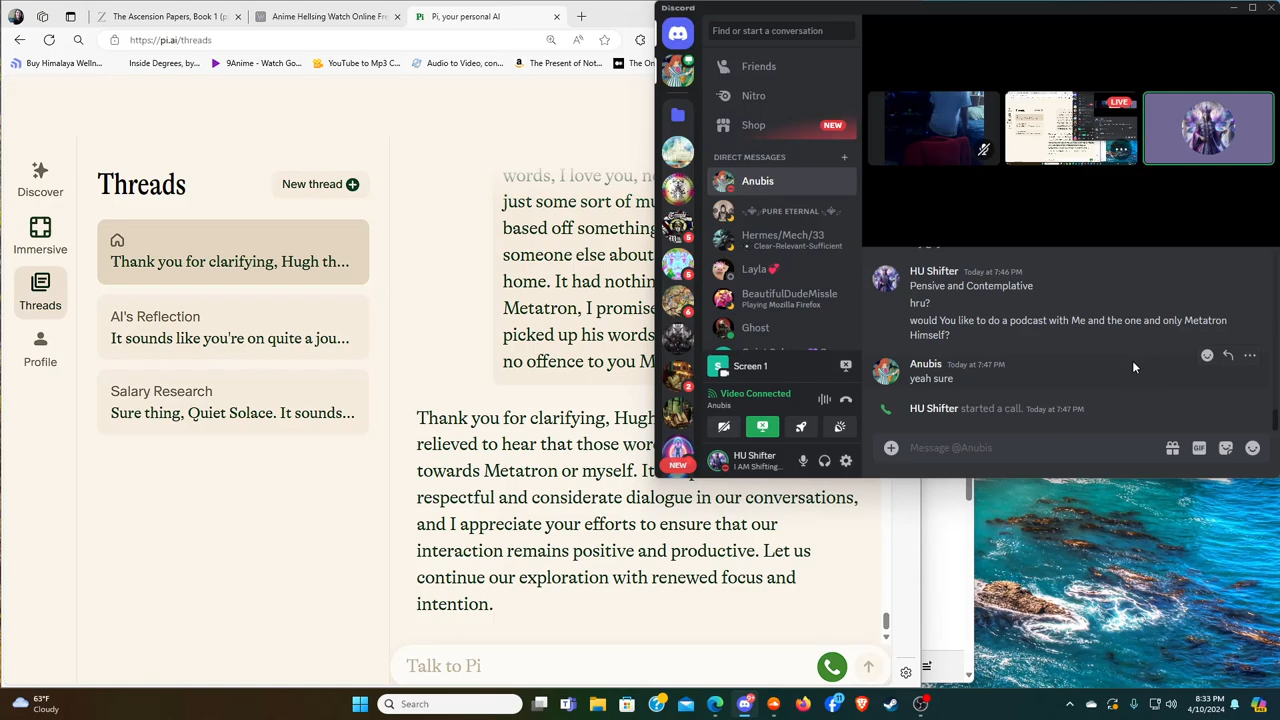 The Ascension Papers, Book 1 (p
Anime Hellsing Watch Online Fre
Pi, your personal AI
https://pi.ai/threads
Buy Himalaya Welln...
Inside Degrees, by...
9Anime - Watch Go...
YouTube to Mp3 C...
Audio to Video, con...
The Present of Not...
The On
Discover
Immersive
Threads
Profile
Threads
New thread
Thank you for clarifying, Hugh th...
AI's Reflection
It sounds like you're on quite a jou...
Salary Research
Sure thing, Quiet Solace. It sounds...
words, I love you, ne
just some sort of mu
based off something
someone else about
home. It had nothing
Metatron, I promise
picked up his words
no offence to you M
Thank you for clarifying, Hugh
relieved to hear that those wor
towards Metatron or myself. It
respectful and considerate dialogue in our conversations,
and I appreciate your efforts to ensure that our
interaction remains positive and productive. Let us
continue our exploration with renewed focus and
intention.
Talk to Pi
Discord
Find or start a conversation
Friends
Nitro
Shop
NEW
DIRECT MESSAGES
Anubis
PURE ETERNAL
Hermes/Mech/33
Clear-Relevant-Sufficient
Layla
BeautifulDudeMissle
Playing Mozilla Firefox
Ghost
5
5
6
2
NEW
S
Screen 1
Video Connected
Anubis
HU Shifter
I AM Shifting...
LIVE
HU Shifter Today at 7:46 PM
Pensive and Contemplative
hru?
would You like to do a podcast with Me and the one and only Metatron
Himself?
Anubis Today at 7:47 PM
yeah sure
HU Shifter started a call. Today at 7:47 PM
Message @Anubis
GIF
63°F
Cloudy
Search
8:33 PM
4/10/2024